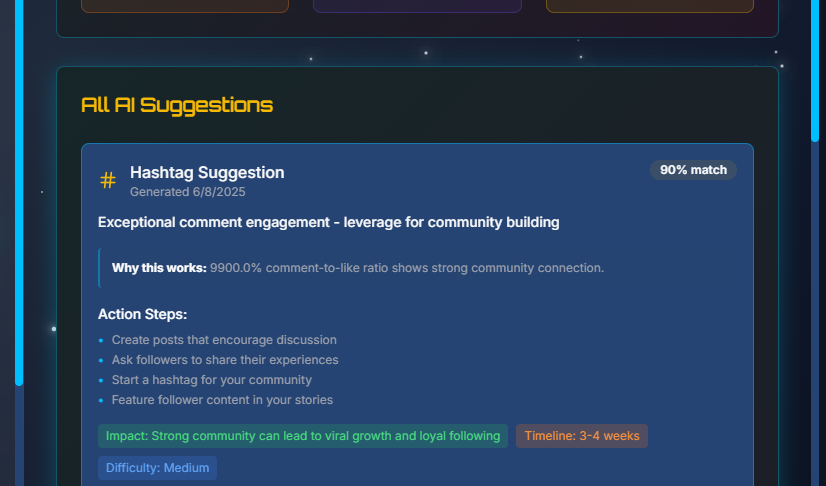 All AI Suggestions
Hashtag Suggestion
90% match
Generated 6/8/2025
Exceptional comment engagement - leverage for community building
Why this works: 9900.0% comment-to-like ratio shows strong community connection.
Action Steps:
• Create posts that encourage discussion
• Ask followers to share their experiences
• Start a hashtag for your community
• Feature follower content in your stories
Impact: Strong community can lead to viral growth and loyal following
Timeline: 3-4 weeks
Difficulty: Medium